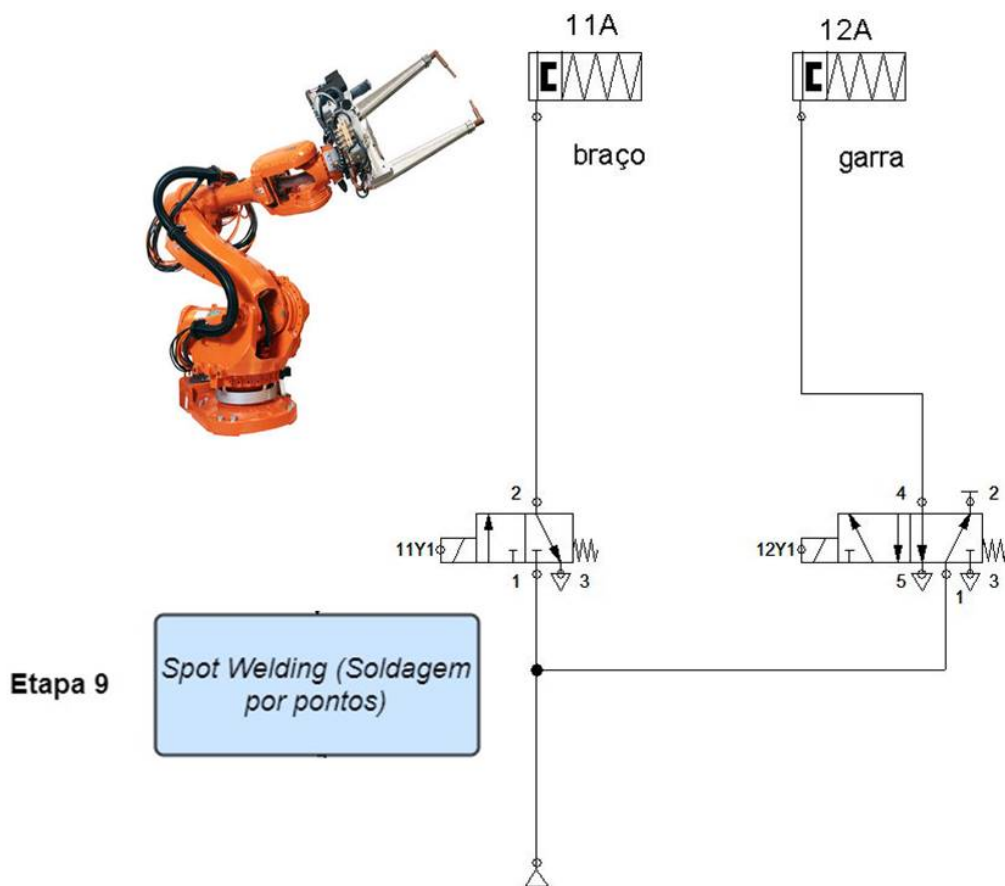 11A
12A
braço
garra
2
4
2
11Y1
12Y1
1
3
5
1
3
Etapa 9
Spot Welding (Soldagem
por pontos)